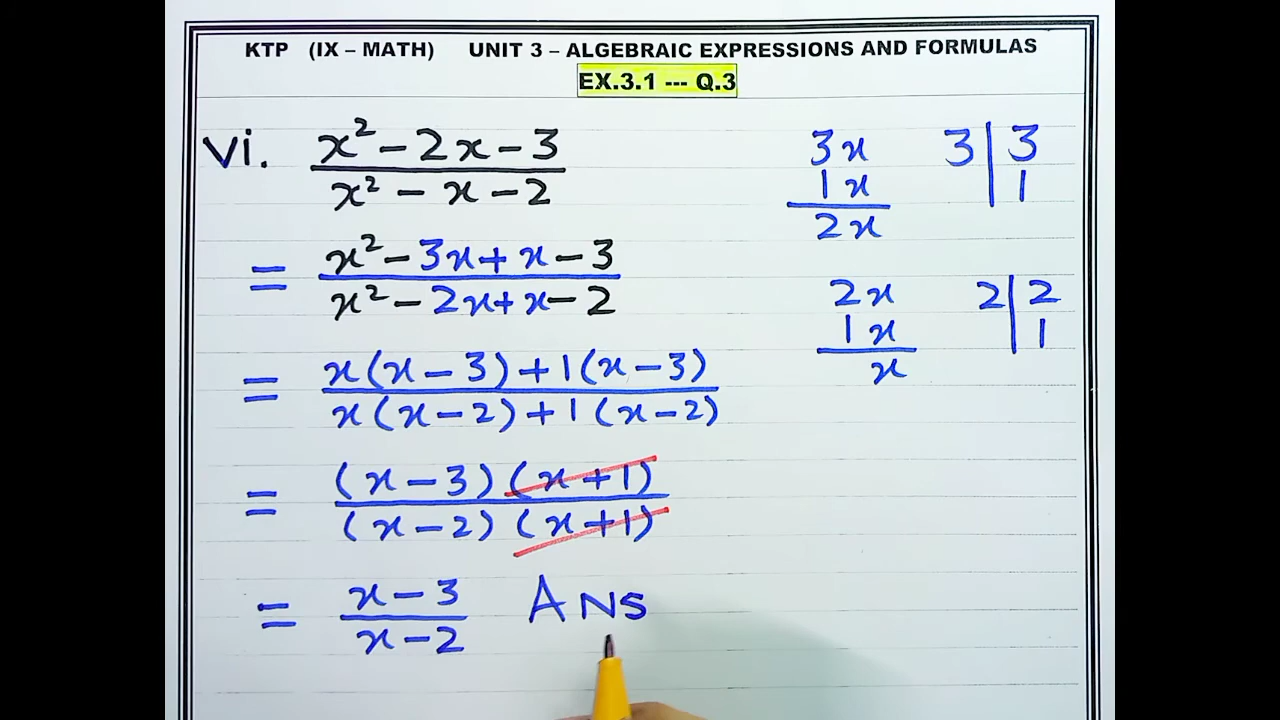 KTP (IX – MATH) UNIT 3 – ALGEBRAIC EXPRESSIONS AND FORMULAS
EX.3.1 --- Q.3
vi. x² - 2x - 3
x² - x - 2
= x² - 3x + x - 3
x² - 2x + x - 2
= x(x - 3) + 1(x - 3)
x(x - 2) + 1(x - 2)
= (x - 3)(x + 1)
(x - 2)(x + 1)
= x - 3
x - 2
Ans
3x
1x
2x
3 | 3
1
2x
1x
x
2 | 2
1